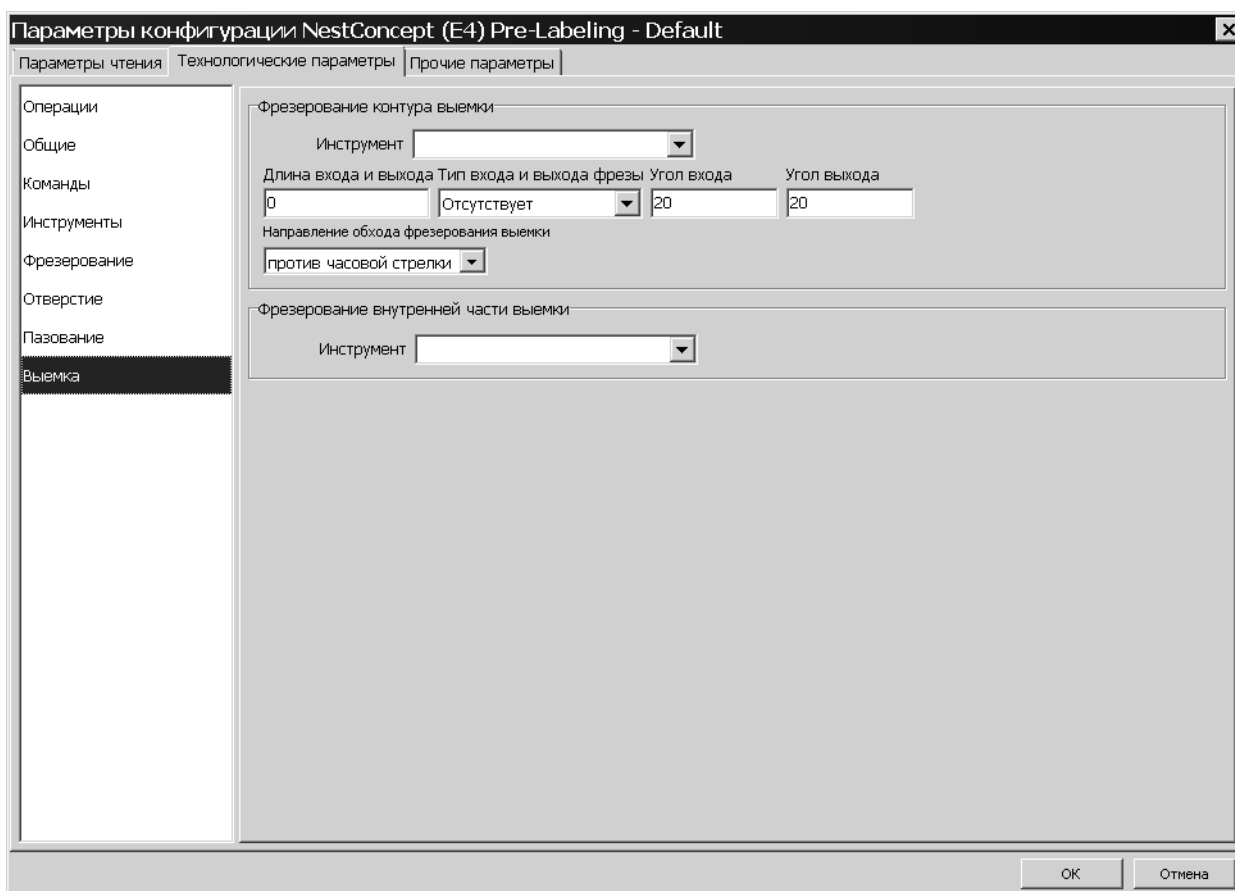 Параметры конфигурации NestConcept (E4) Pre-Labeling - Default
Параметры чтения Технологические параметры Прочие параметры
Операции
Общие
Команды
Инструменты
Фрезерование
Отверстие
Пазование
Выемка
Фрезерование контура выемки
Инструмент
Длина входа и выхода Тип входа и выхода фрезы Угол входа Угол выхода
0 Отсутствует 20 20
Направление обхода фрезерования выемки
против часовой стрелки
Фрезерование внутренней части выемки
Инструмент
ОК Отмена